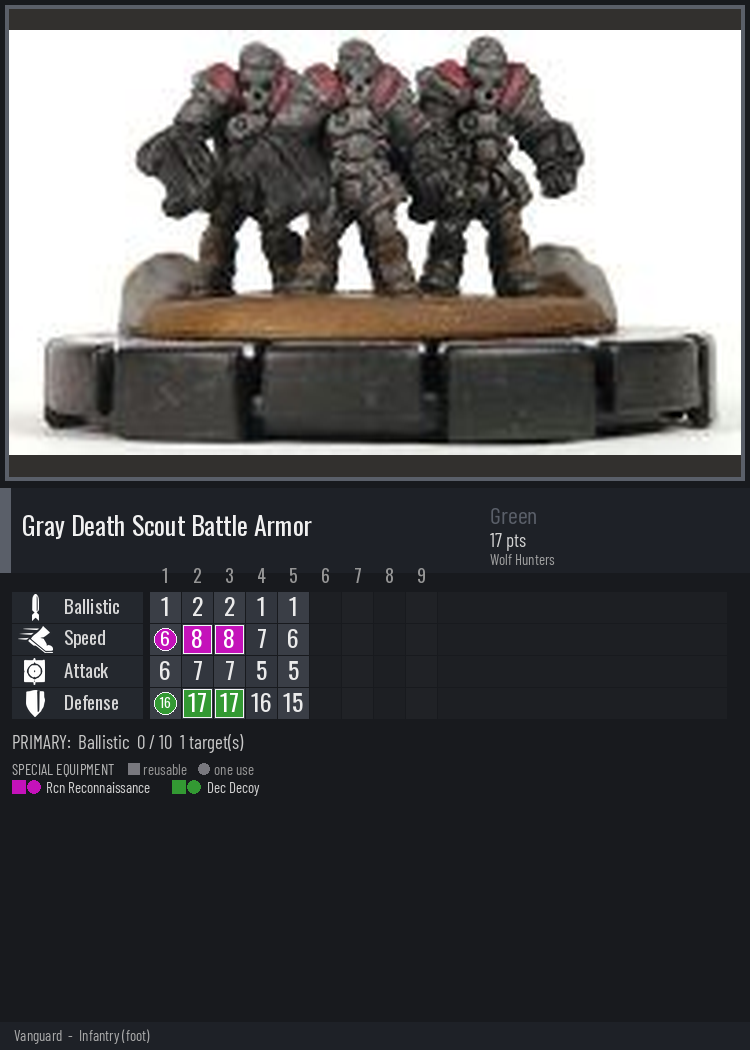 Gray Death Scout Battle Armor
Green
17 pts
Wolf Hunters
1 2 3 4 5 6 7 8 9
Ballistic 1 2 2 1 1
Speed 6 8 8 7 6
Attack 6 7 7 5 5
Defense 16 17 17 16 15
PRIMARY: Ballistic 0 / 10 1 target(s)
SPECIAL EQUIPMENT reusable one use
Rcn Reconnaissance Dec Decoy
Vanguard - Infantry (foot)